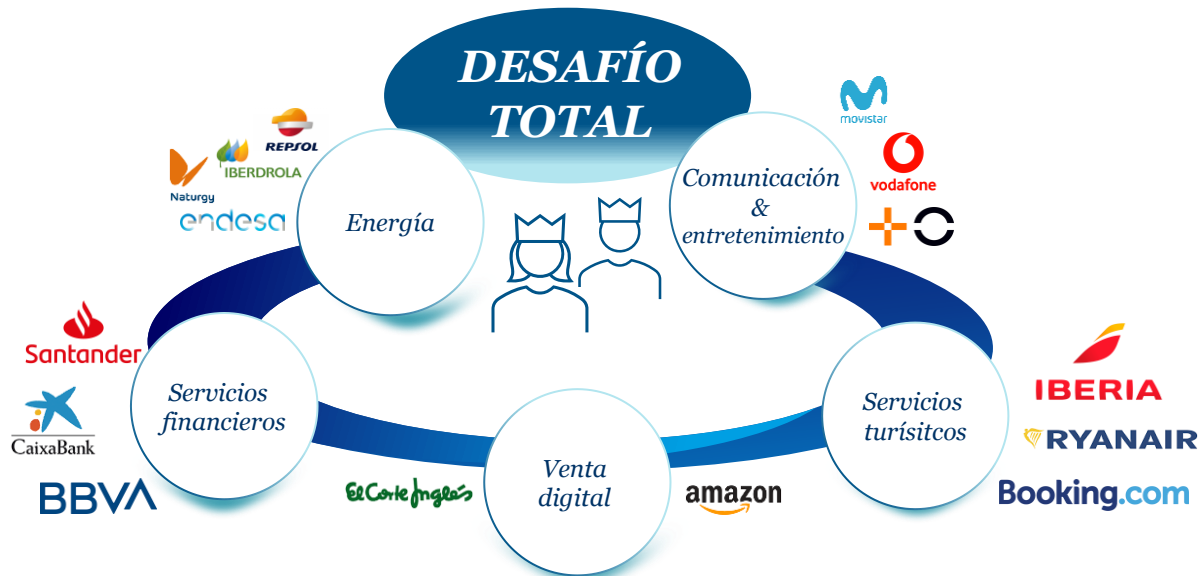 DESAFÍO
TOTAL
movistar
REPSOL
IBERDROLA
Naturgy
endesa
Energía
Comunicación
&
entretenimiento
vodafone
Santander
CaixaBank
BBVA
Servicios
financieros
Venta
digital
El Corte Inglés
amazon
Servicios
turísitcos
IBERIA
RYANAIR
Booking.com